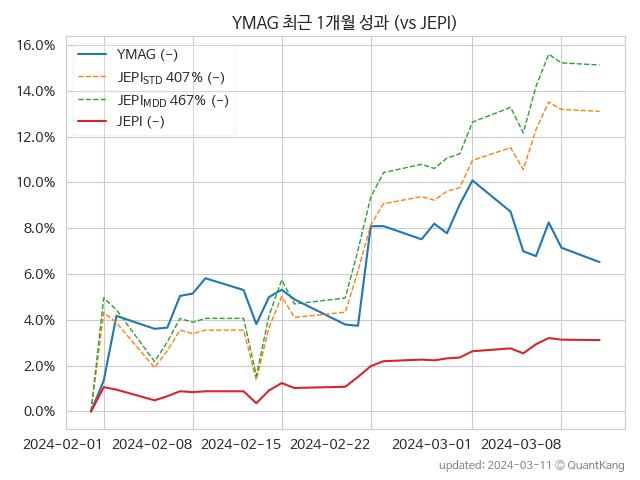 YMAG 최근 1개월 성과 (vs JEPI)
16.0%
14.0%
12.0%
10.0%
8.0%
6.0%
4.0%
2.0%
0.0%
YMAG (-)
JEPISTD 407% (-)
JEPIMDD 467% (-)
JEPI (-)
2024-02-01 2024-02-08 2024-02-15 2024-02-22 2024-03-01 2024-03-08
updated: 2024-03-11 © QuantKang